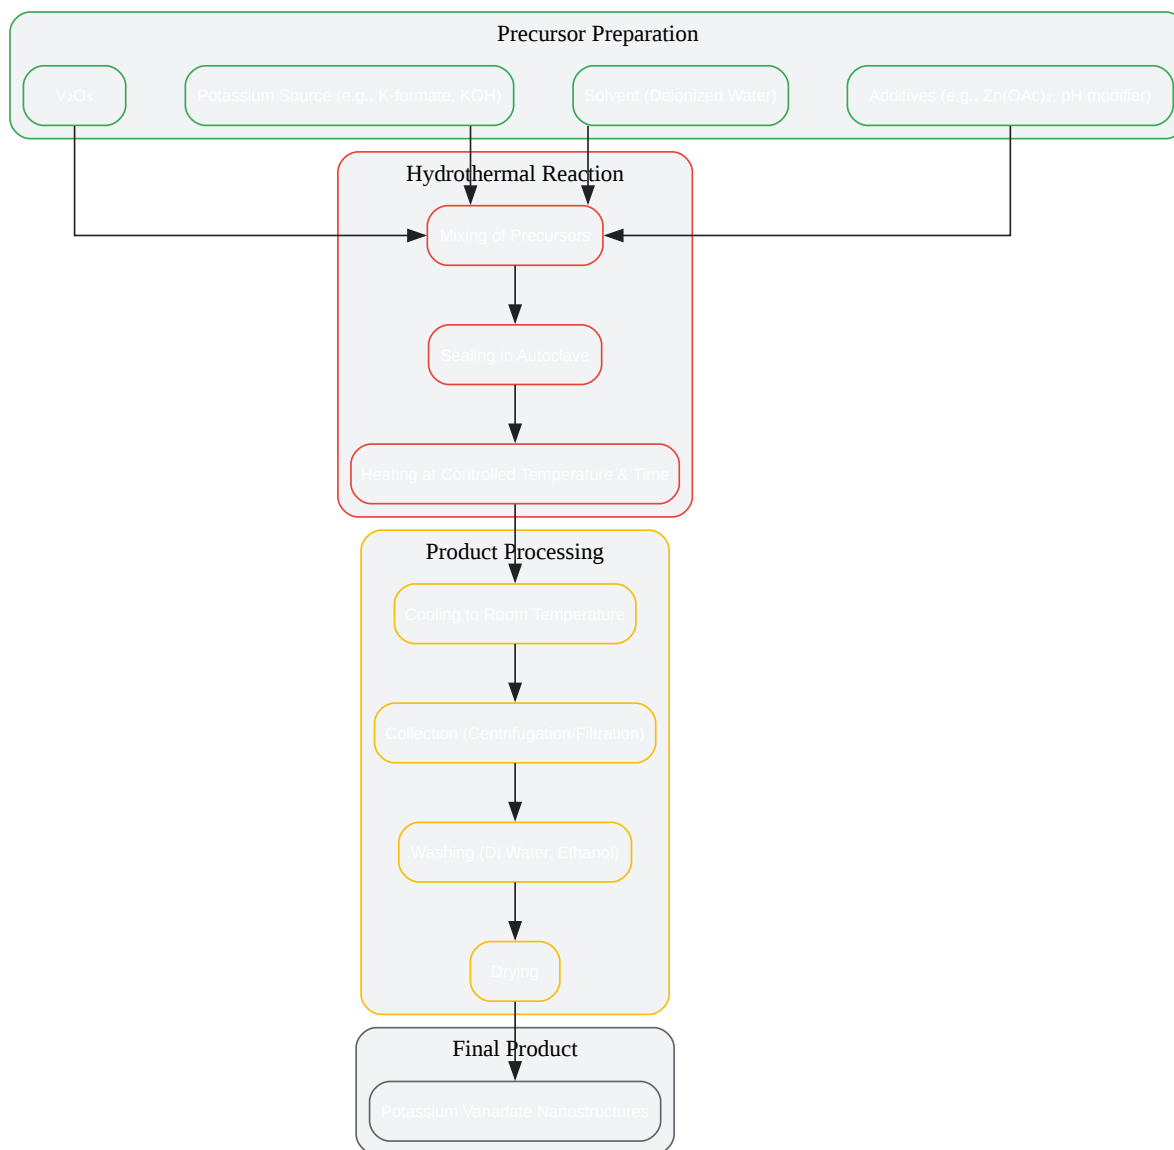 Precursor Preparation
V₂O₅
Potassium Source (e.g., K-formate, KOH)
Solvent (Deionized Water)
Additives (e.g., Zn(OAc)₂, pH modifier)
Hydrothermal Reaction
Mixing of Precursors
Sealing in Autoclave
Heating at Controlled Temperature & Time
Product Processing
Cooling to Room Temperature
Collection (Centrifugation/Filtration)
Washing (DI Water, Ethanol)
Drying
Final Product
Potassium Vanadate Nanostructures